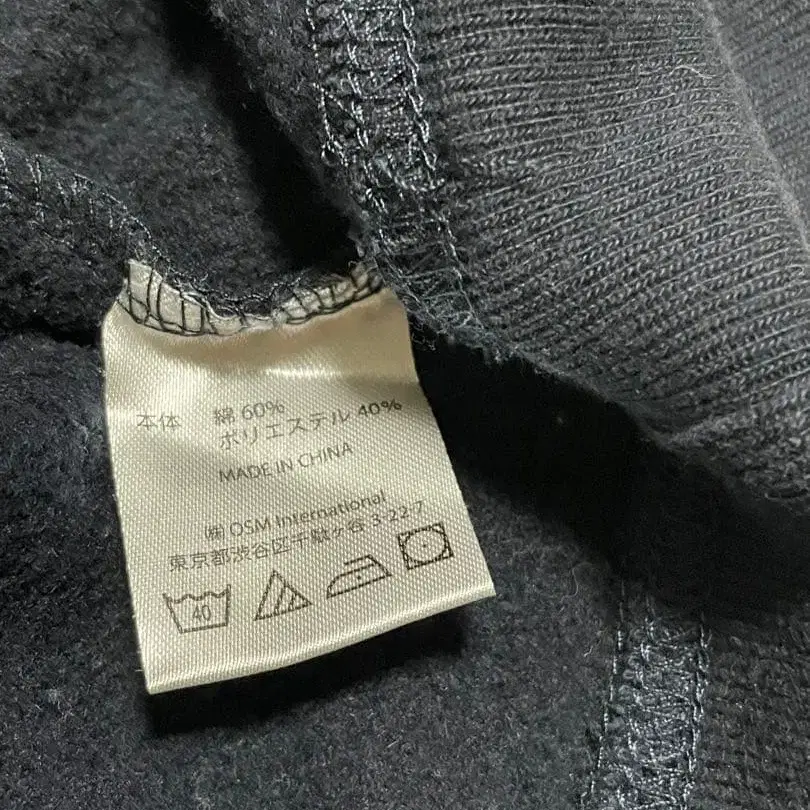 本体 綿 60%
ポリエステル 40%
MADE IN CHINA
㈱ OSM International
東京都渋谷区千駄ヶ谷 3-22-7
40